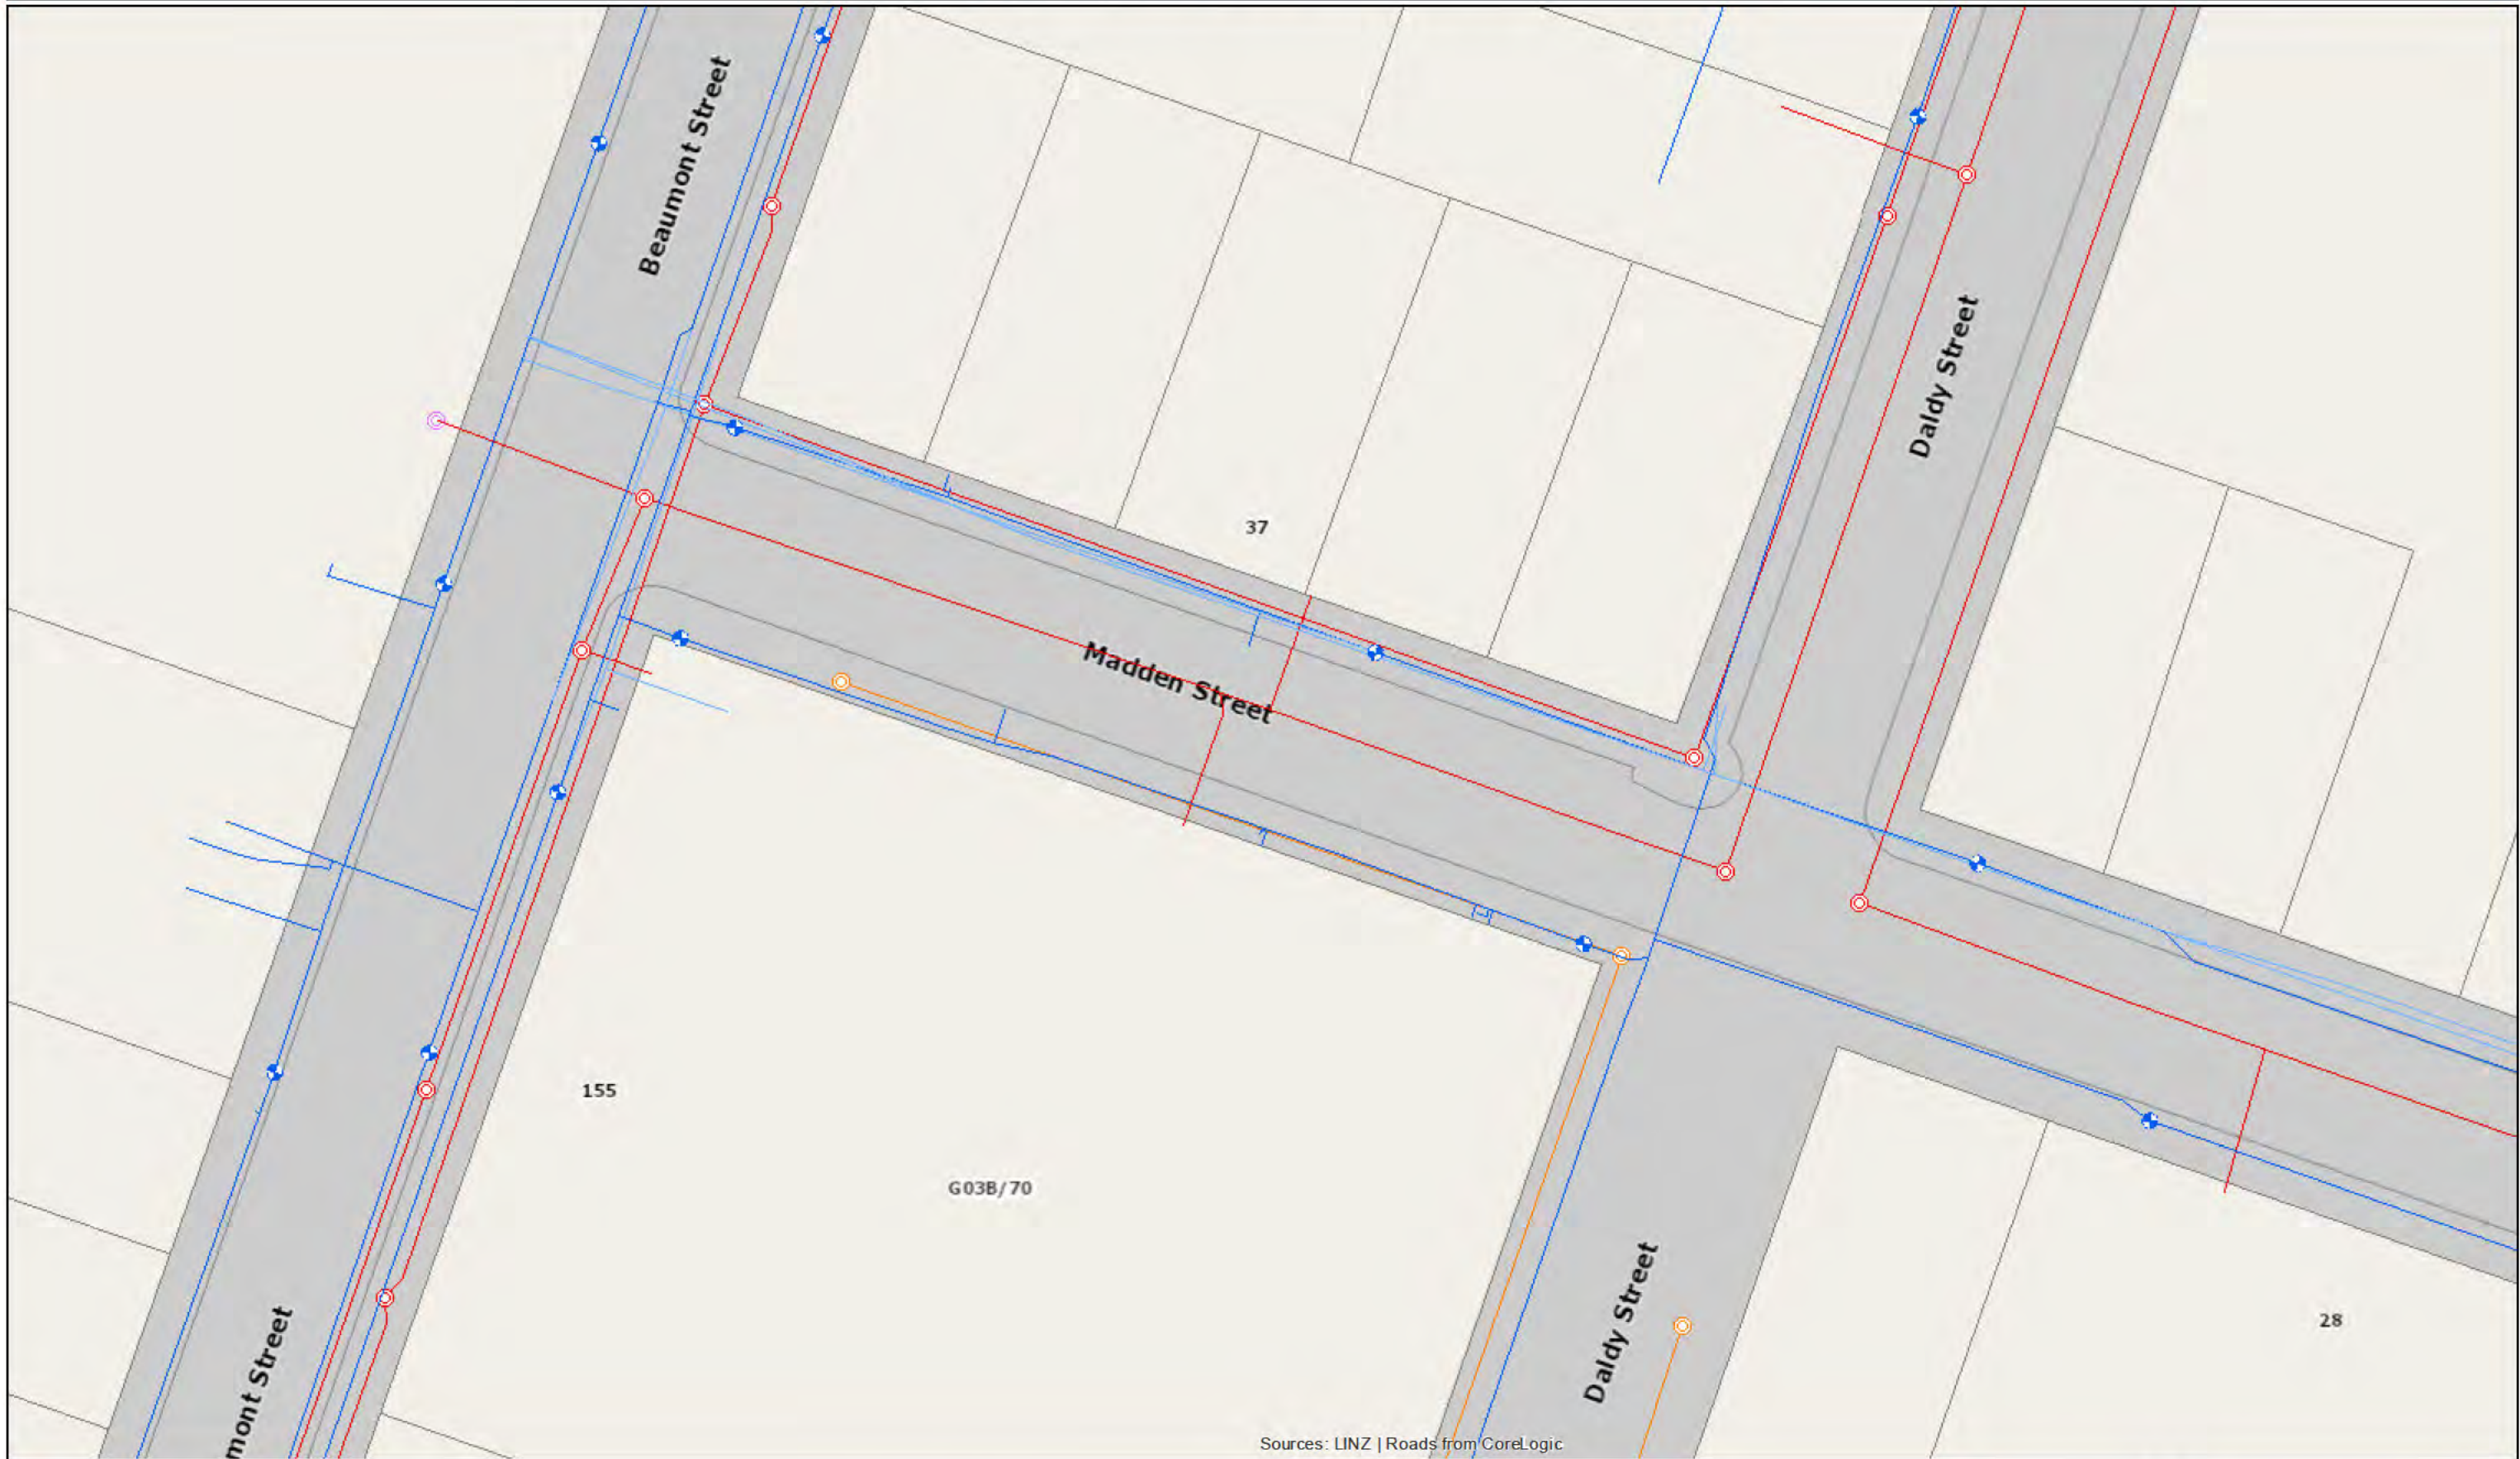 Beaumont Street
Daldy Street
37
Madden Street
155
G03B/70
Daldy Street
28
mont Street
Sources: LINZ | Roads from CoreLogic